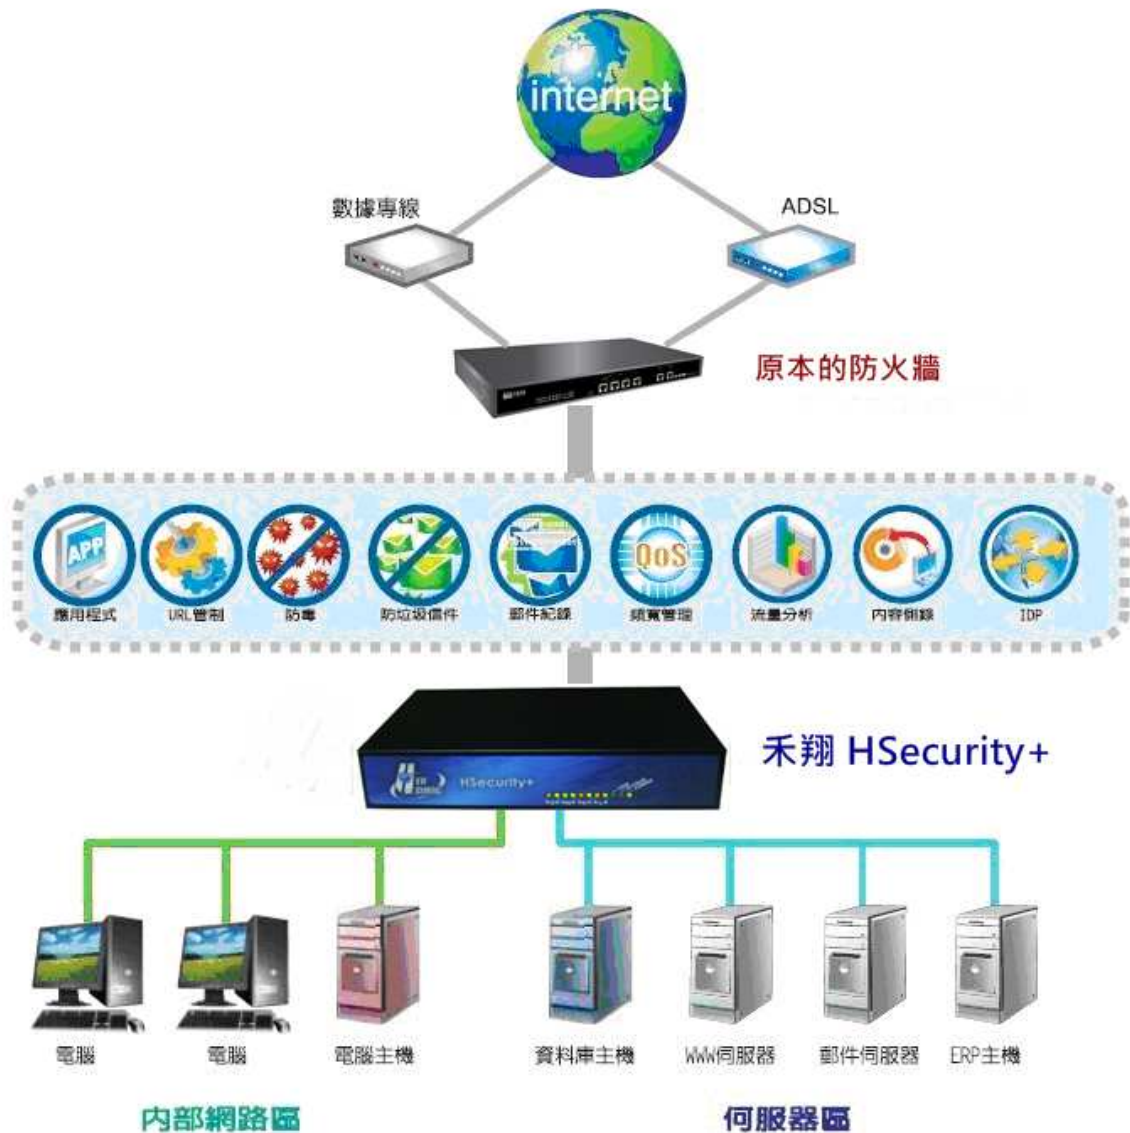 internet
數據專線
ADSL
原本的防火牆
APP
QoS
應用程式
URL管制
防毒
防垃圾信件
郵件紀錄
頻寬管理
流量分析
內容側錄
IDP
禾翔 HSecurity+
HSecurity+
電腦
電腦
電腦主機
資料庫主機
WWW伺服器
郵件伺服器
ERP主機
內部網路區
伺服器區